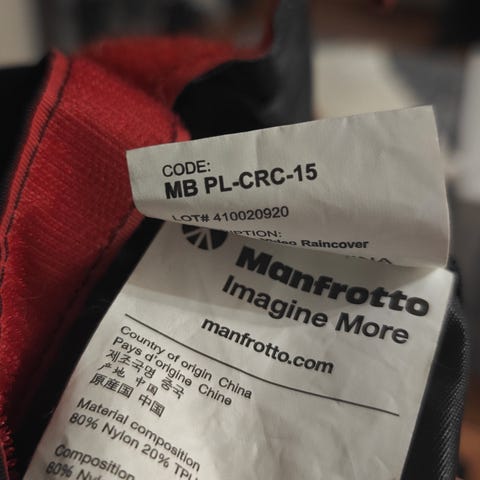 CODE:
MB PL-CRC-15
LOT# 410020920
Raincover
Manfrotto
Imagine More
manfrotto.com
Country of origin China
Pays d'origine Chine
제조국명 중국
产地 中国
原産国 中国
Material composition
80% Nylon 20% TPU
Composition
80%